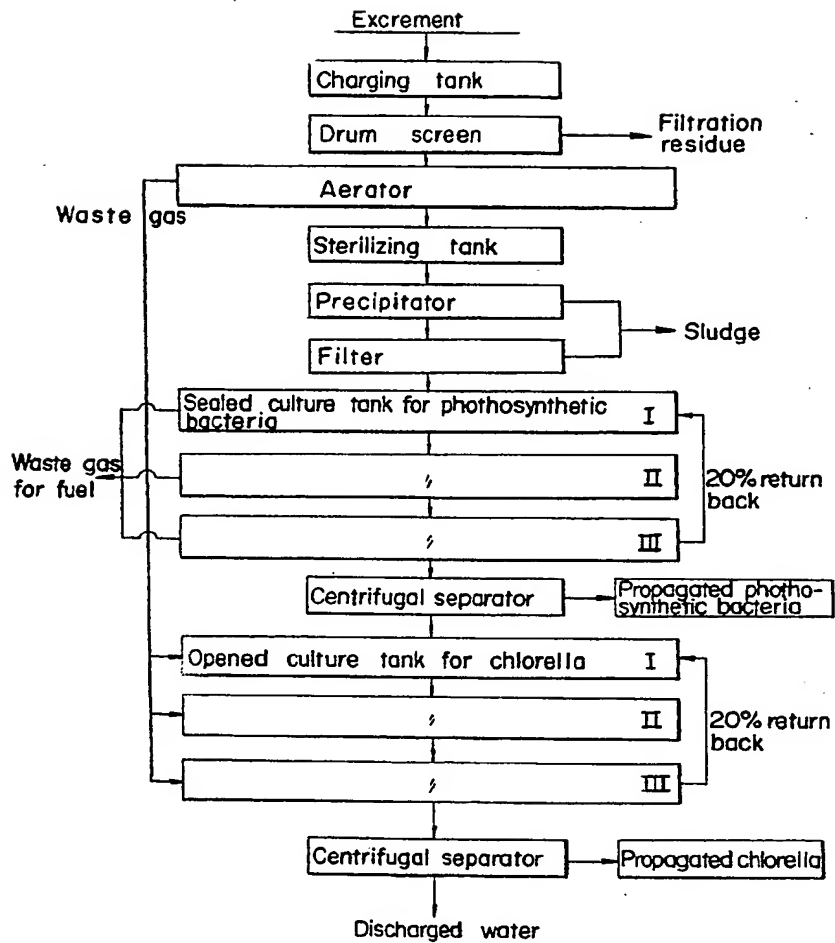 Excrement
Charging tank
Drum screen
Filtration
residue
Aerator
Waste gas
Sterilizing tank
Precipitator
Sludge
Filter
Sealed culture tank for phothosynthetic
bacteria
I
Waste gas
for fuel
〃
II
20% return
back
〃
III
Centrifugal separator
Propagated photho-
synthetic bacteria
Opened culture tank for chlorella
I
〃
II
20% return
back
〃
III
Centrifugal separator
Propagated chlorella
Discharged water